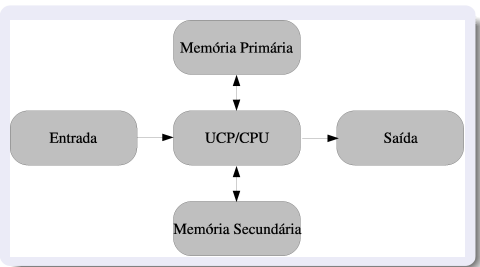 Memória Primária
Entrada
UCP/CPU
Saída
Memória Secundária